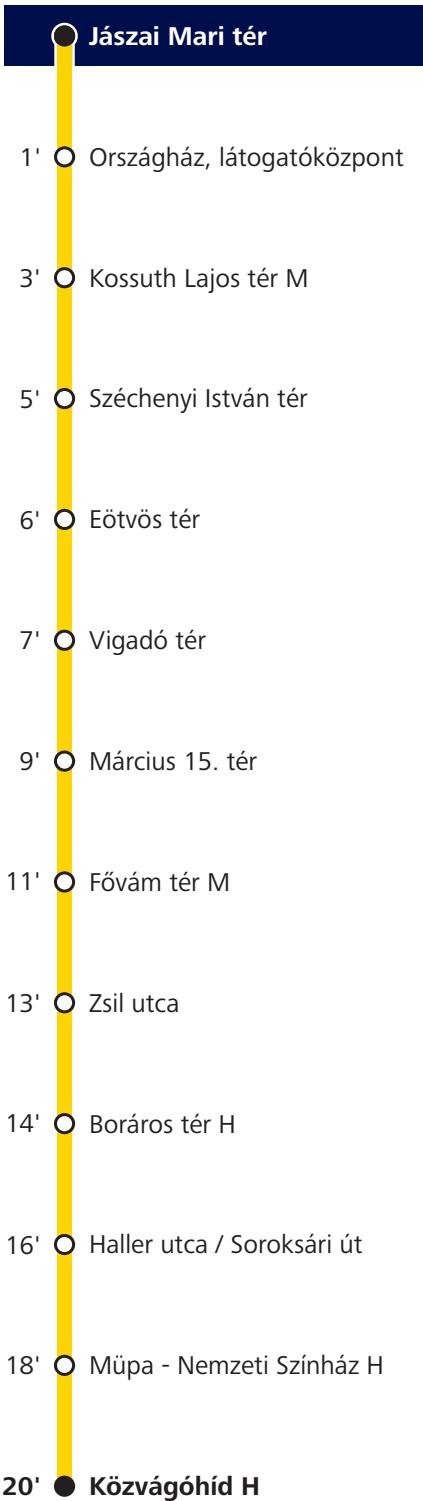 Jászai Mari tér
1' Országház, látogatóközpont
3' Kossuth Lajos tér M
5' Széchenyi István tér
6' Eötvös tér
7' Vigadó tér
9' Március 15. tér
11' Fővám tér M
13' Zsil utca
14' Boráros tér H
16' Haller utca / Soroksári út
18' Müpa - Nemzeti Színház H
20' Közvágóhíd H